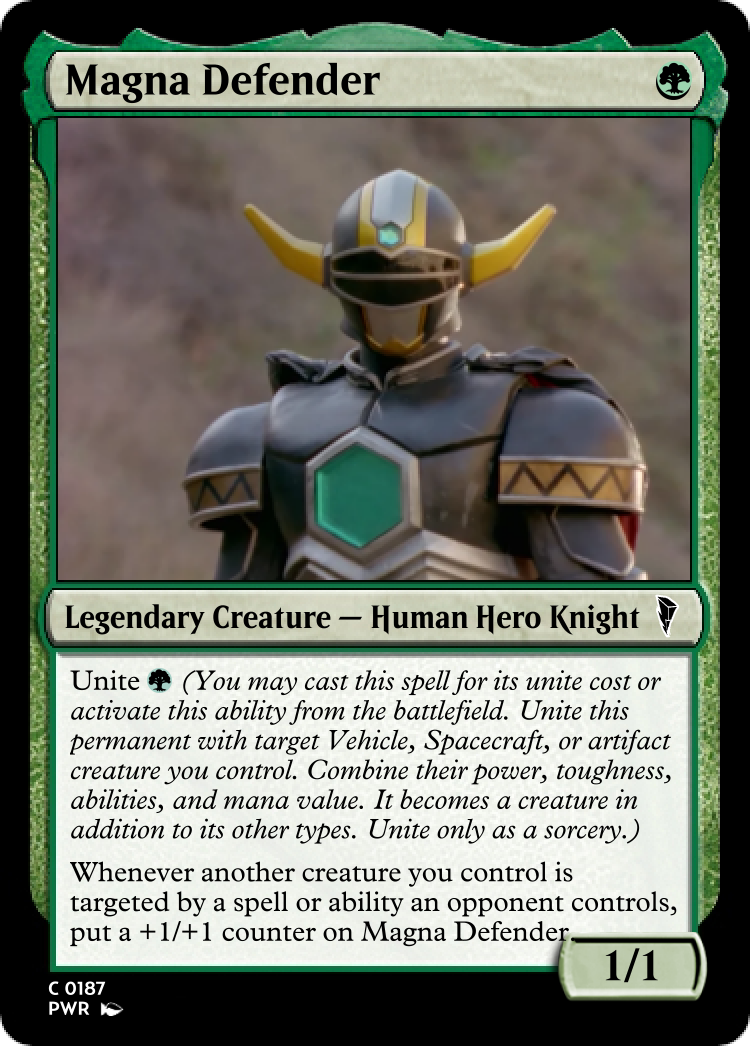 Magna Defender
Legendary Creature — Human Hero Knight
Unite (You may cast this spell for its unite cost or
activate this ability from the battlefield. Unite this
permanent with target Vehicle, Spacecraft, or artifact
creature you control. Combine their power, toughness,
abilities, and mana value. It becomes a creature in
addition to its other types. Unite only as a sorcery.)
Whenever another creature you control is
targeted by a spell or ability an opponent controls,
put a +1/+1 counter on Magna Defender.
1/1
C 0187
PWR